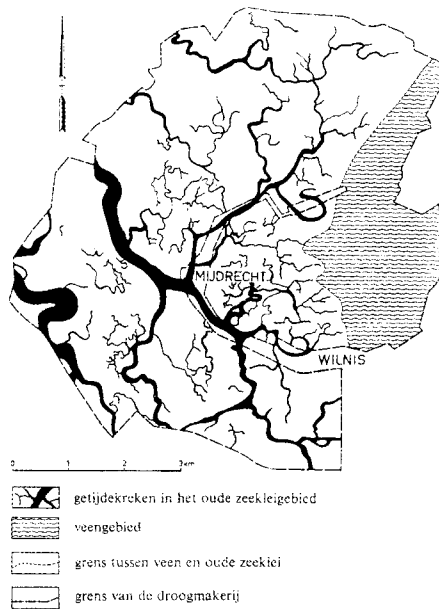 MIJDRECHT
WILNIS
0 1 2 3km
getijdekreken in het oude zeekleigebied
veengebied
grens tussen veen en oude zeeklei
grens van de droogmakerij